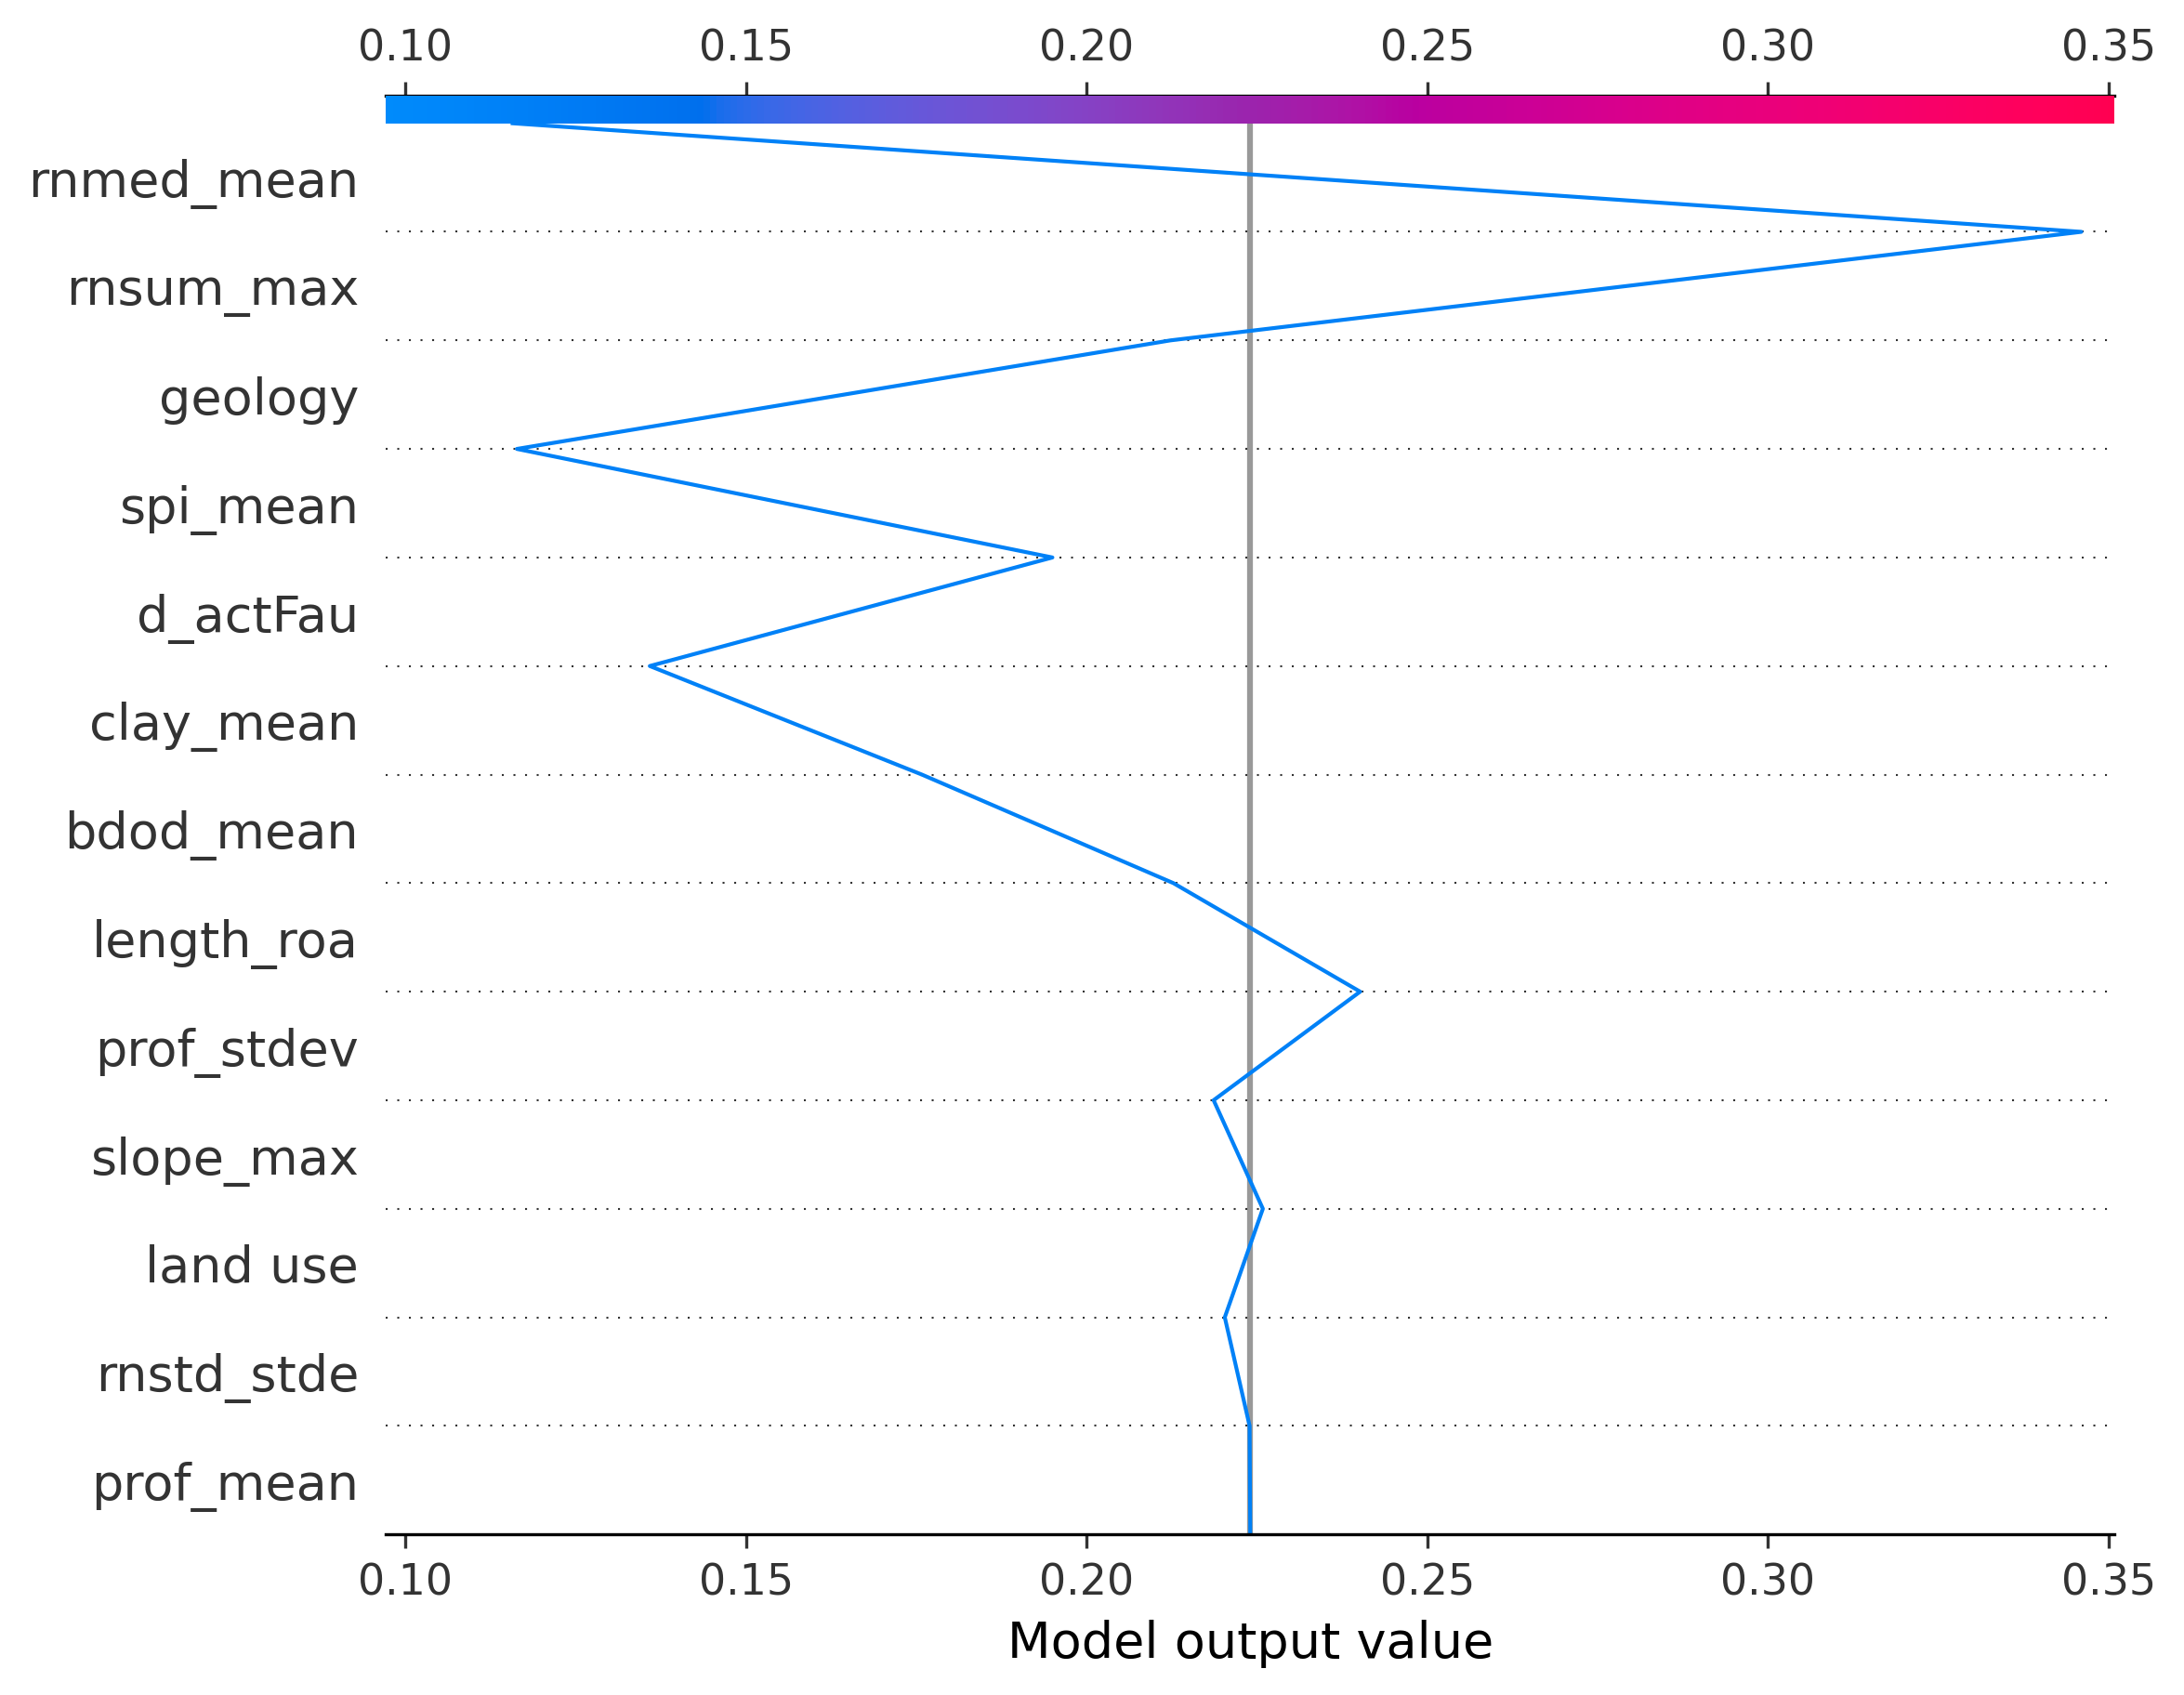 0.10 0.15 0.20 0.25 0.30 0.35
rnmed_mean
rnsum_max
geology
spi_mean
d_actFau
clay_mean
bdod_mean
length_roa
prof_stdev
slope_max
land use
rnstd_stde
prof_mean
0.10 0.15 0.20 0.25 0.30 0.35
Model output value